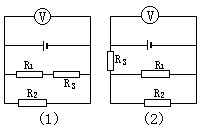 V V
R₁ R₃ R₃ R₁
R₂ R₂
(1) (2)